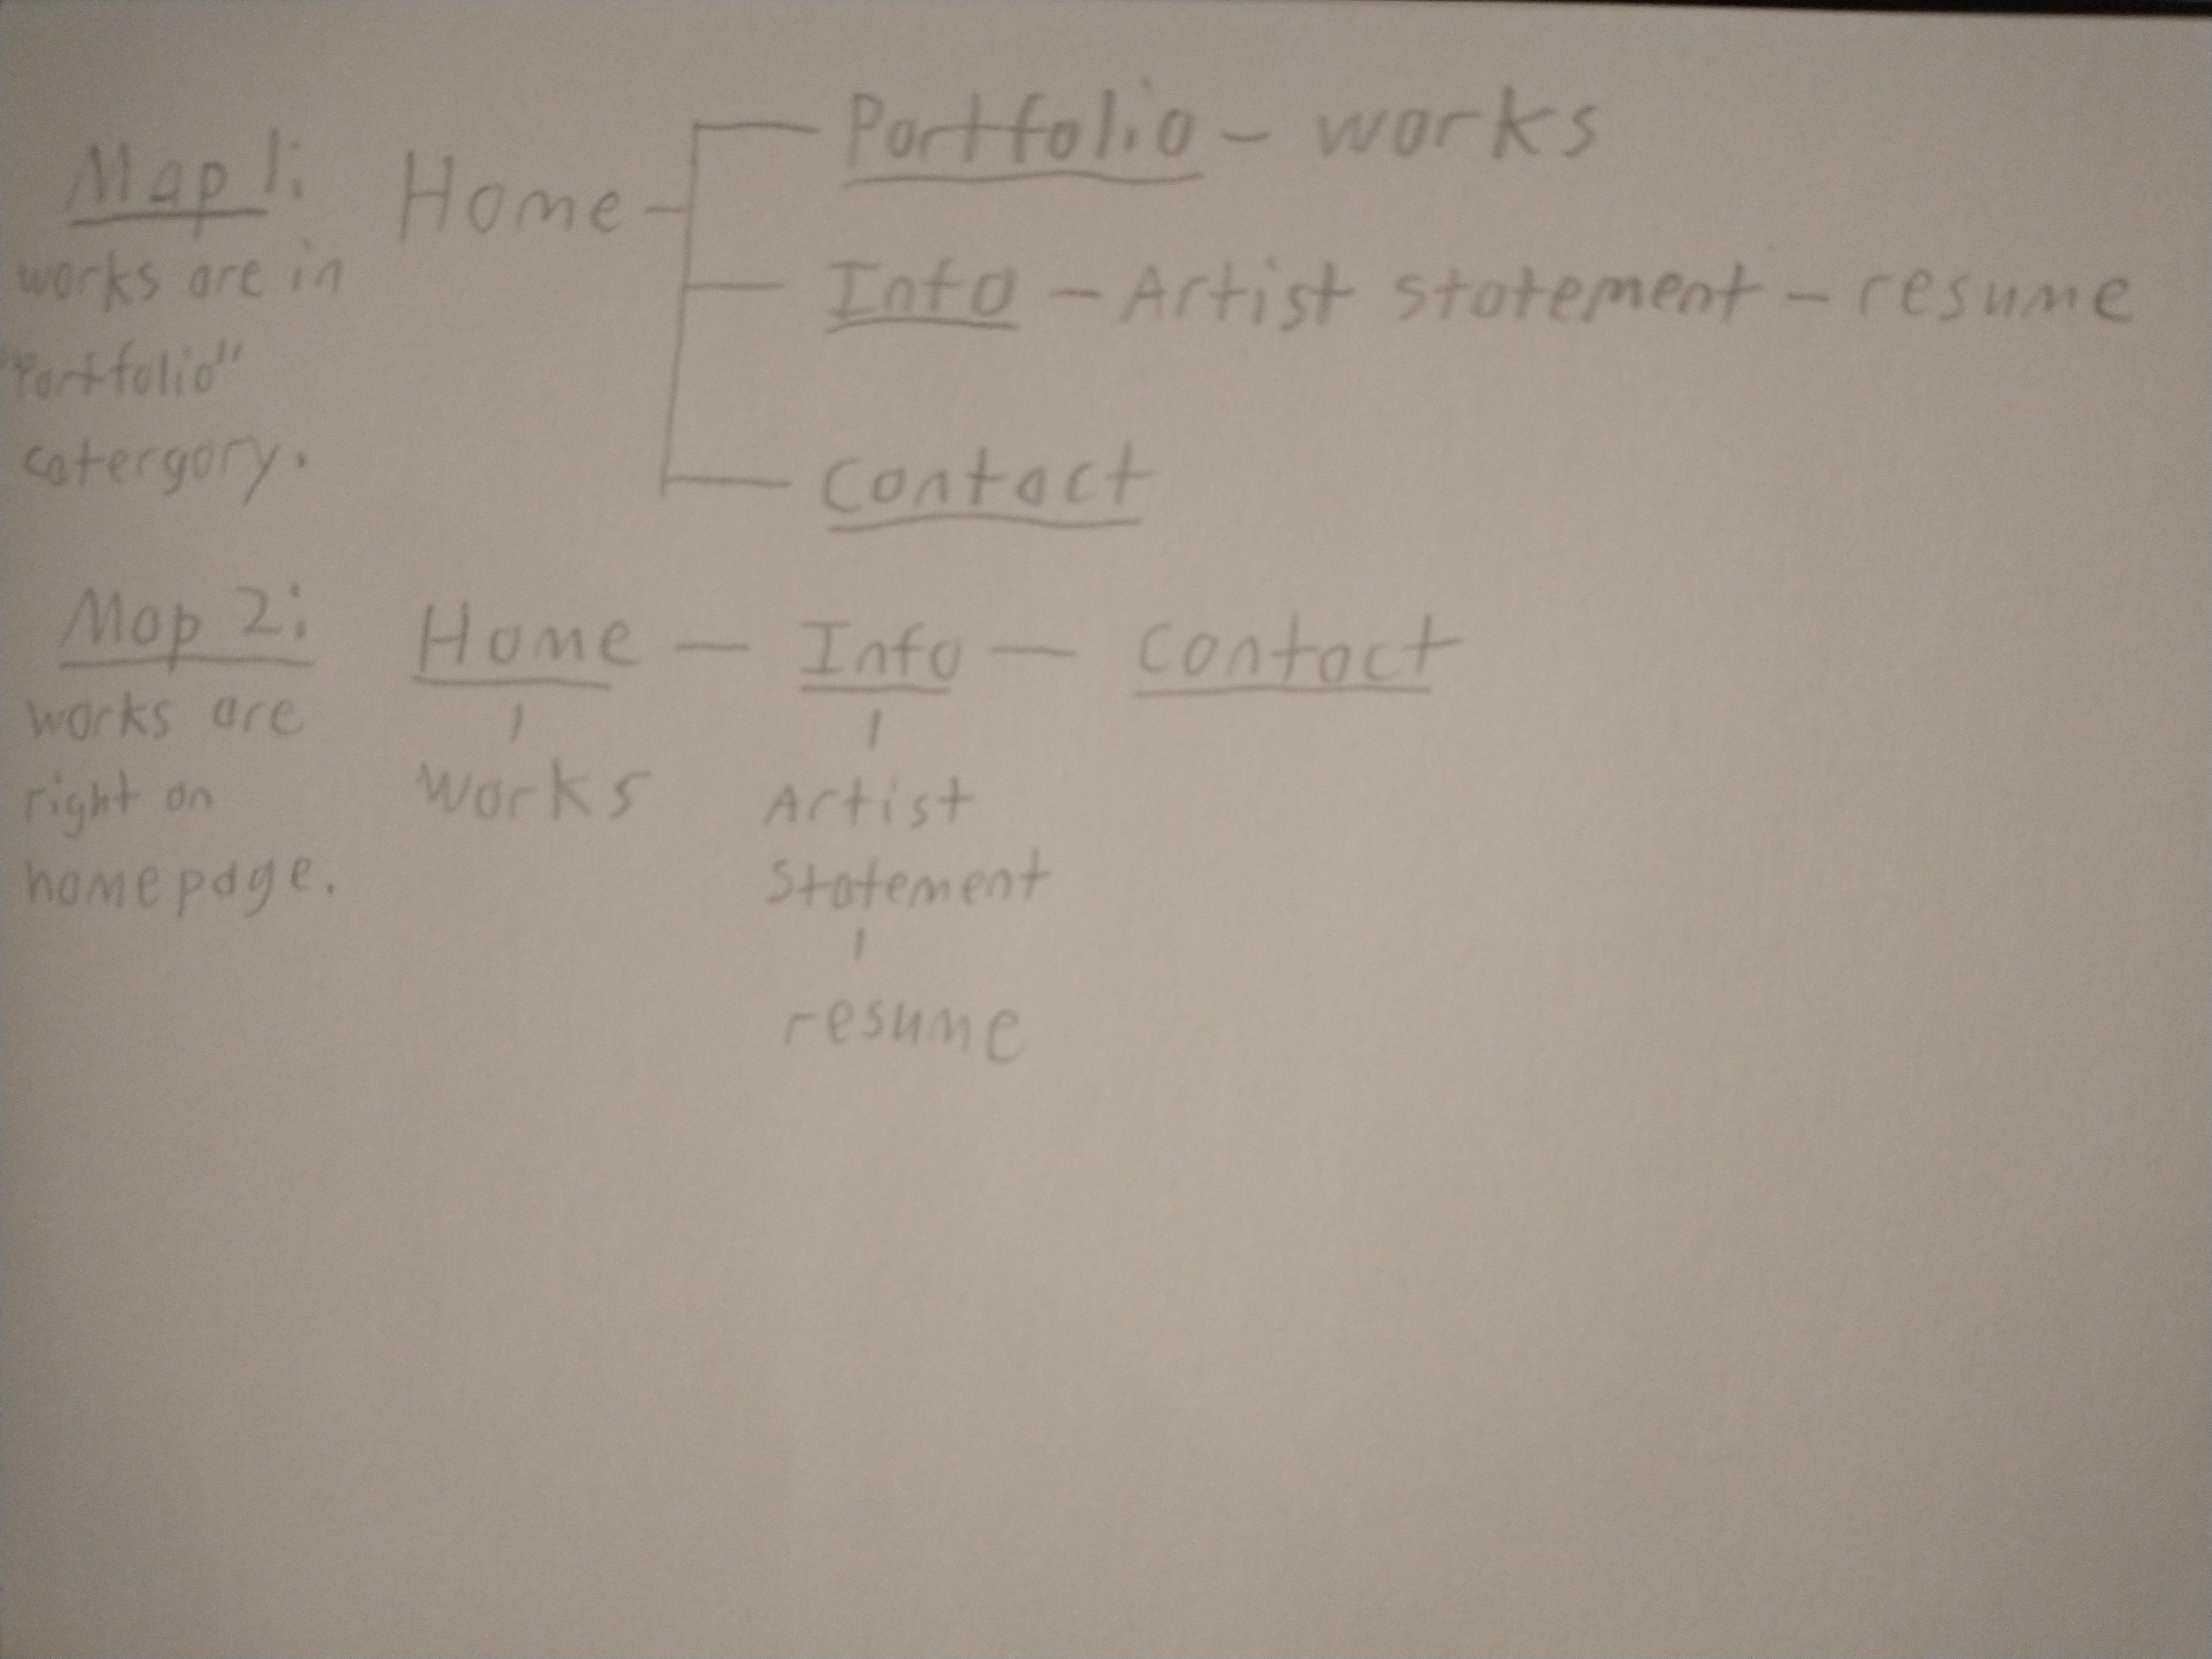 Map 1:
works are in
"Portfolio"
catergory.
Home
Portfolio - works
Info - Artist statement - resume
contact
Map 2:
works are
right on
homepage.
Home - Info - contact
works
Artist
Statement
resume